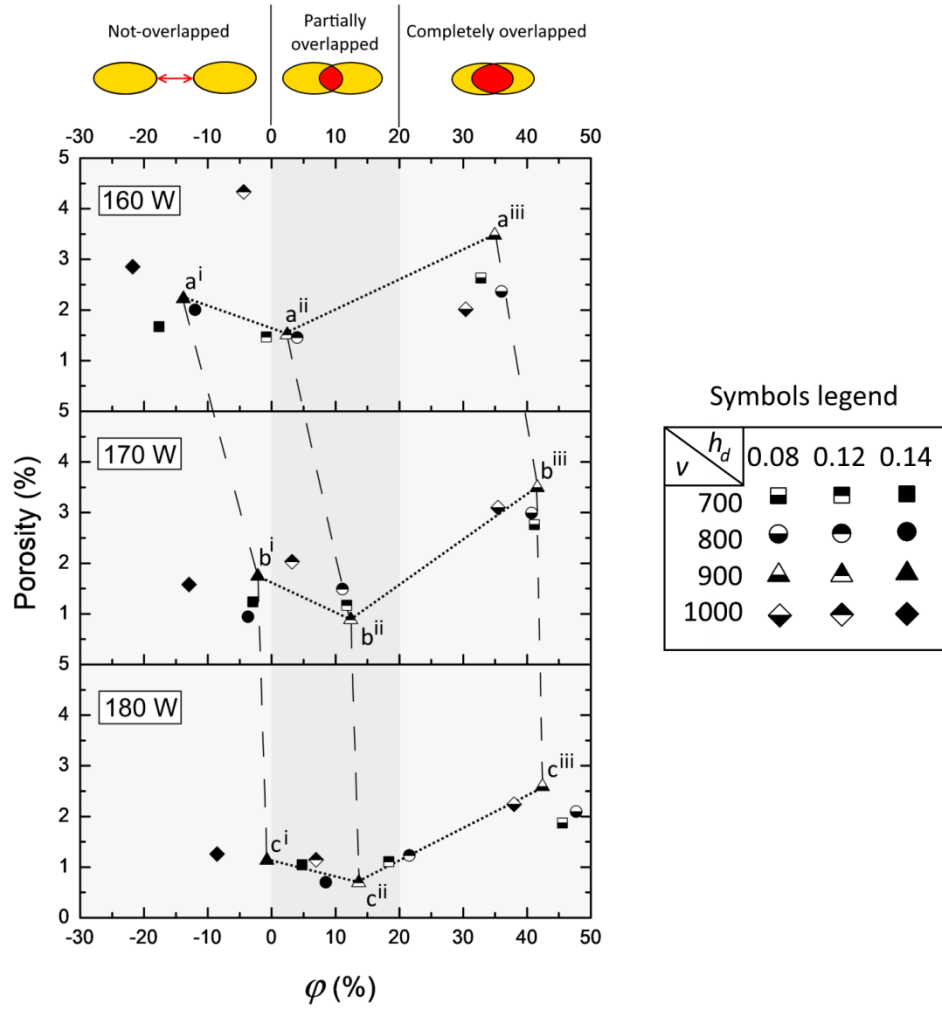 Not-overlapped
Partially
overlapped
Completely overlapped
-30 -20 -10 0 10 20 30 40 50
5
160 W
4
3
2
1
a i
a ii
a iii
5
170 W
4
3
2
1
b i
b ii
b iii
5
180 W
4
3
2
1
0
c i
c ii
c iii
Porosity (%)
-30 -20 -10 0 10 20 30 40 50
φ (%)
Symbols legend
h d
ν
0.08 0.12 0.14
700
800
900
1000